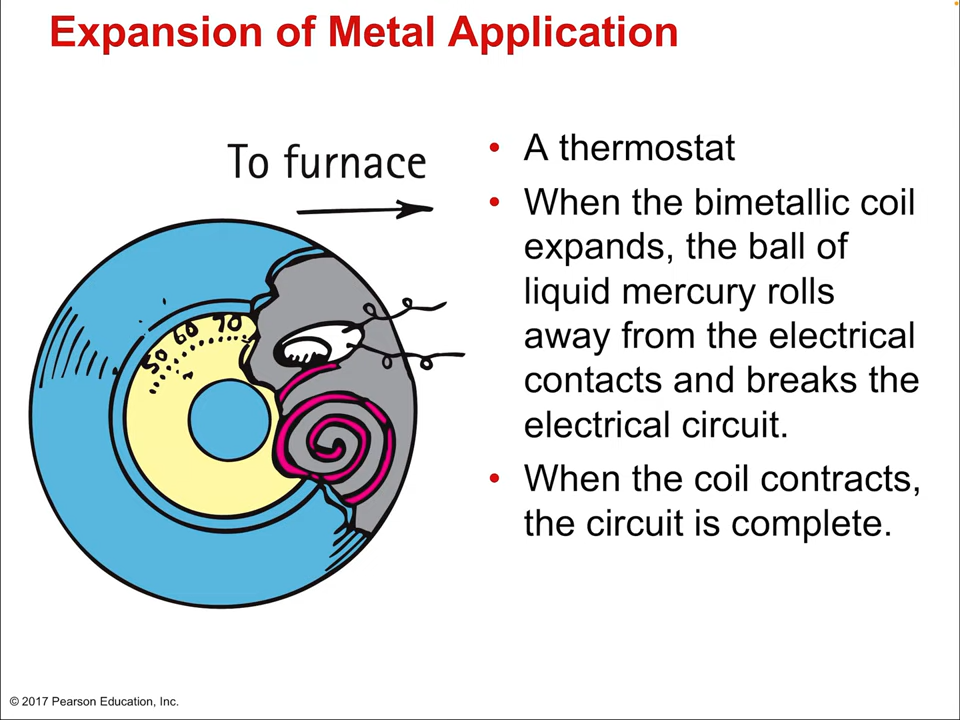 Expansion of Metal Application
To furnace
50 60 70
• A thermostat
• When the bimetallic coil
expands, the ball of
liquid mercury rolls
away from the electrical
contacts and breaks the
electrical circuit.
• When the coil contracts,
the circuit is complete.
© 2017 Pearson Education, Inc.